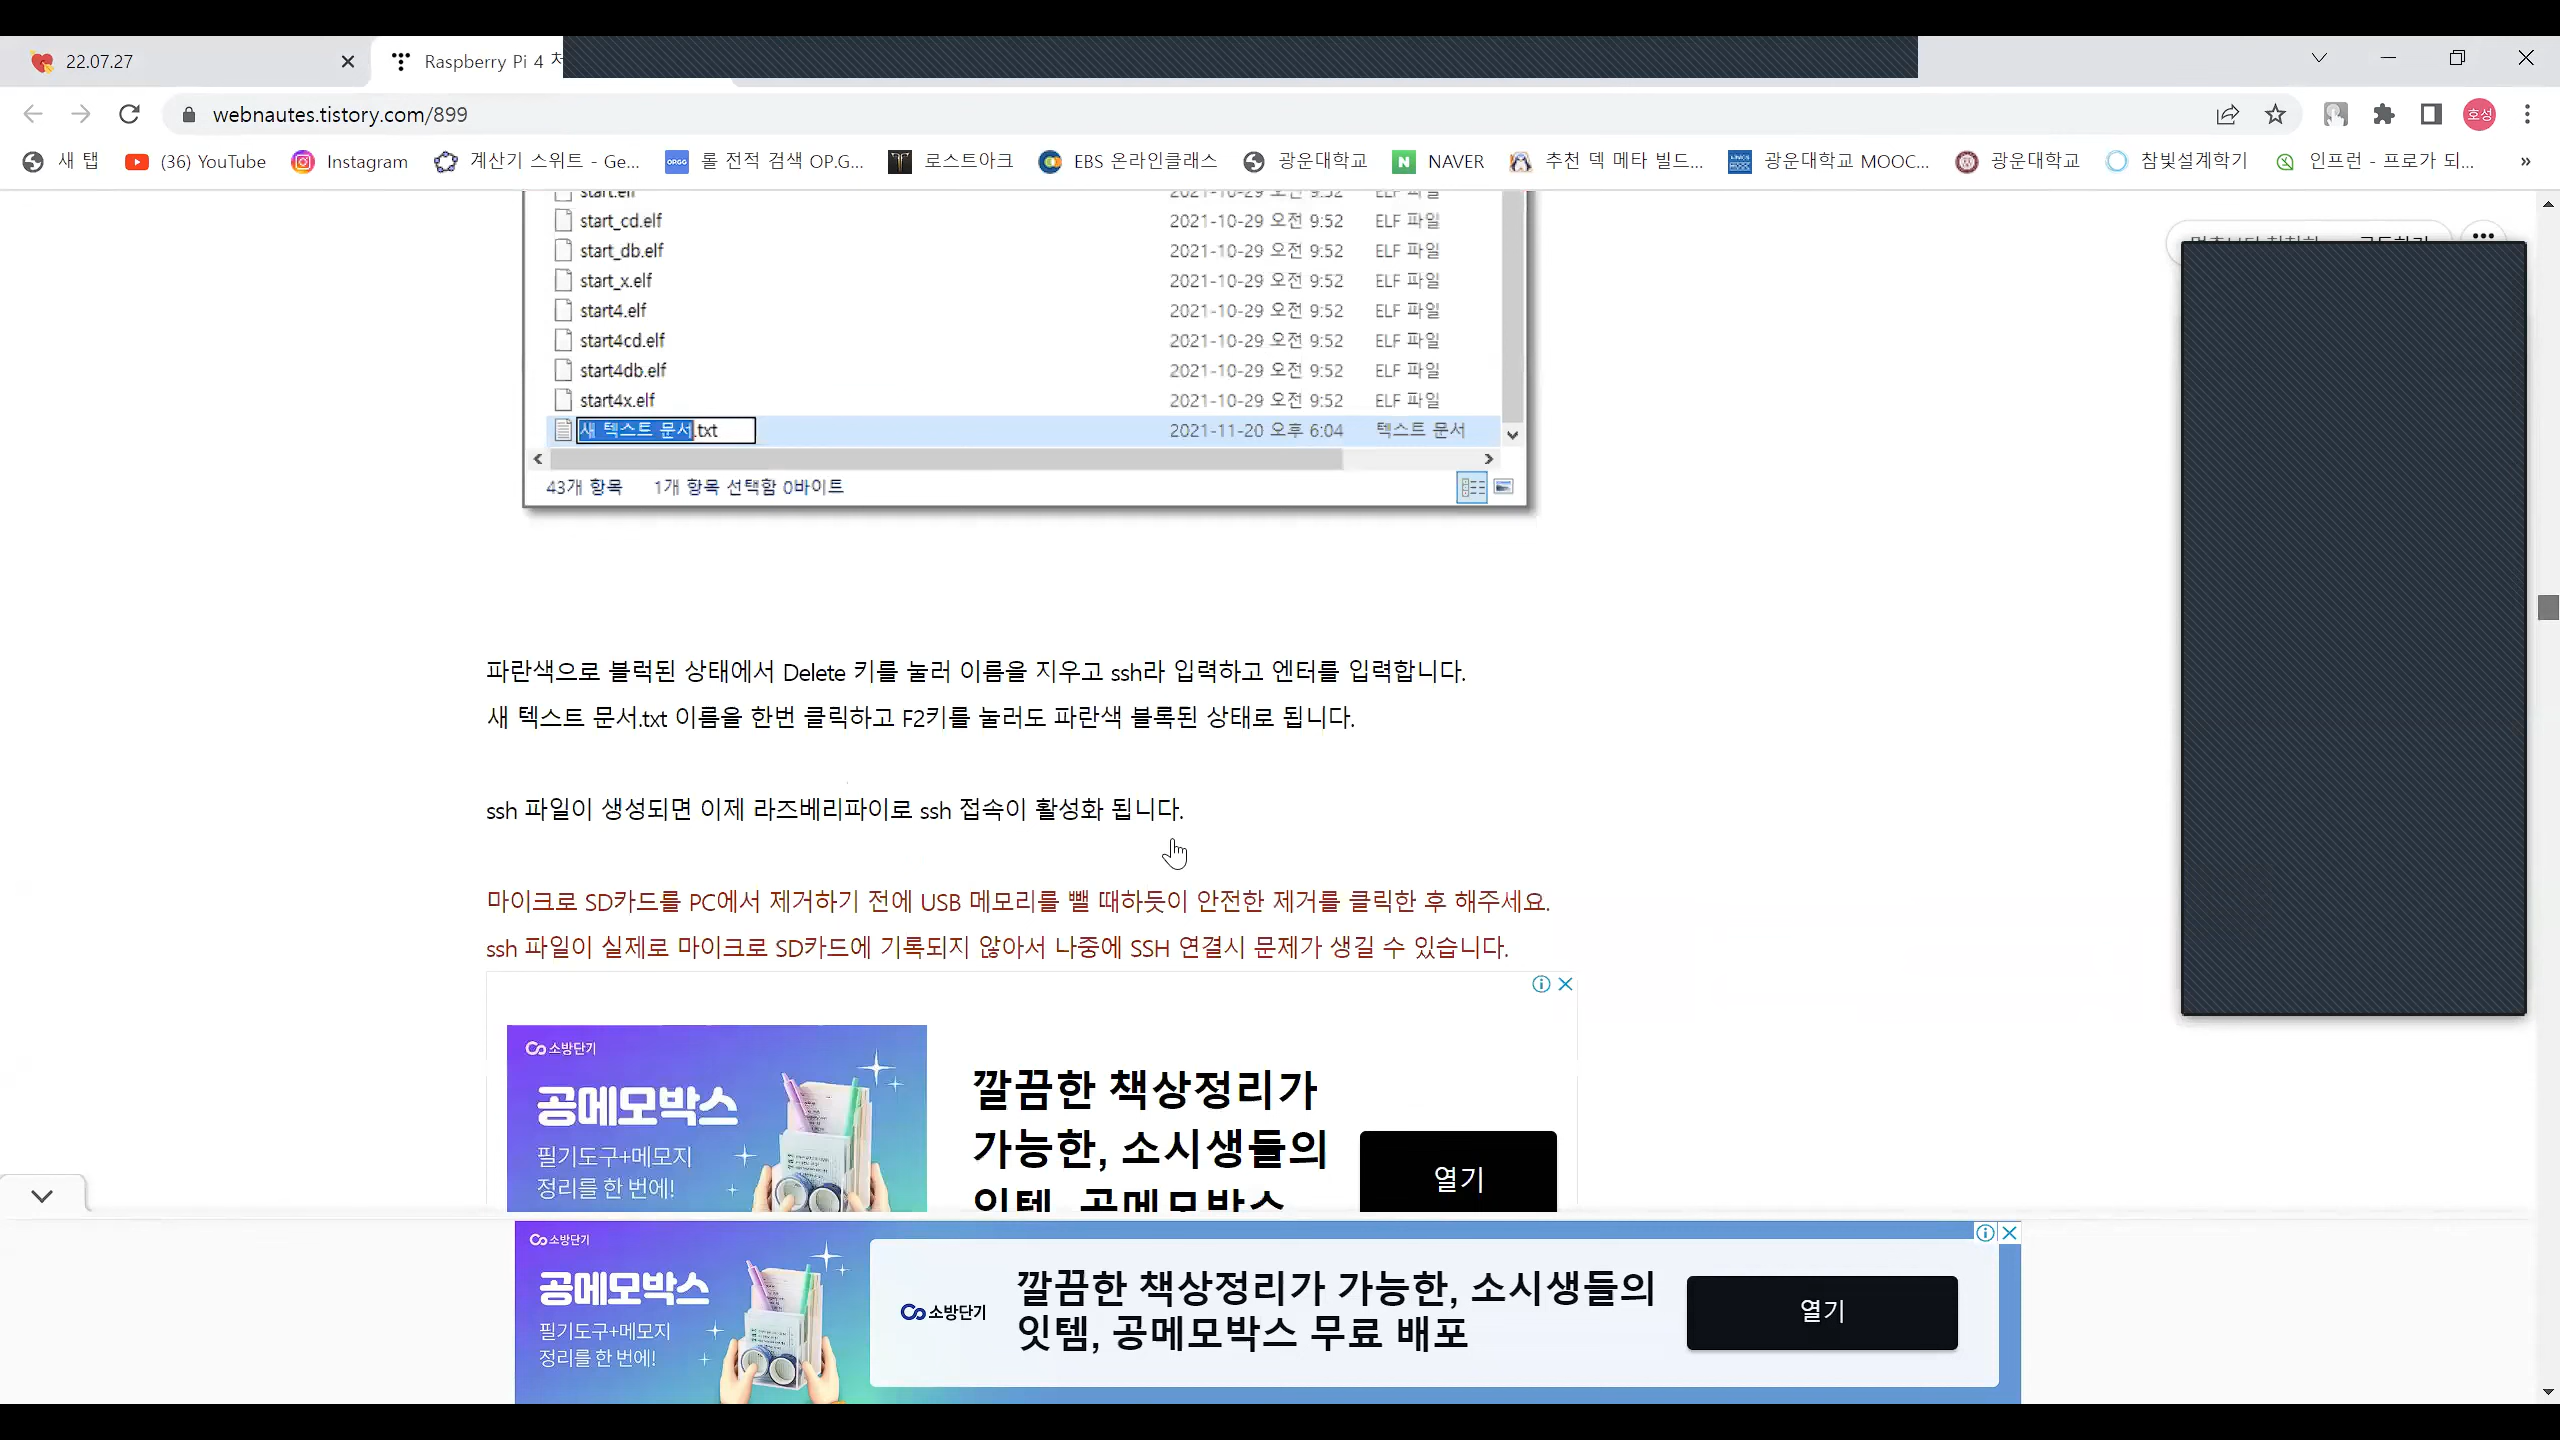 22.07.27
Raspberry Pi 4
webnautes.tistory.com/899
호성
새 탭
(36) YouTube
Instagram
계산기 스위트 - Ge...
롤 전적 검색 OP.G...
로스트아크
EBS 온라인클래스
광운대학교
NAVER
추천 덱 메타 빌드...
광운대학교 MOOC...
광운대학교
참빛설계학기
인프런 - 프로가 되...
start.elf 2021-10-29 오전 9:52 ELF 파일
start_cd.elf 2021-10-29 오전 9:52 ELF 파일
start_db.elf 2021-10-29 오전 9:52 ELF 파일
start_x.elf 2021-10-29 오전 9:52 ELF 파일
start4.elf 2021-10-29 오전 9:52 ELF 파일
start4cd.elf 2021-10-29 오전 9:52 ELF 파일
start4db.elf 2021-10-29 오전 9:52 ELF 파일
start4x.elf 2021-10-29 오전 9:52 ELF 파일
새 텍스트 문서.txt 2021-11-20 오후 6:04 텍스트 문서
43개 항목 1개 항목 선택함 0바이트
파란색으로 블럭된 상태에서 Delete 키를 눌러 이름을 지우고 ssh라 입력하고 엔터를 입력합니다.
새 텍스트 문서.txt 이름을 한번 클릭하고 F2키를 눌러도 파란색 블록된 상태로 됩니다.
ssh 파일이 생성되면 이제 라즈베리파이로 ssh 접속이 활성화 됩니다.
마이크로 SD카드를 PC에서 제거하기 전에 USB 메모리를 뺄 때하듯이 안전한 제거를 클릭한 후 해주세요.
ssh 파일이 실제로 마이크로 SD카드에 기록되지 않아서 나중에 SSH 연결시 문제가 생길 수 있습니다.
소방단기
공메모박스
필기도구+메모지
정리를 한 번에!
깔끔한 책상정리가
가능한, 소시생들의
잇템, 공메모박스
열기
소방단기
공메모박스
필기도구+메모지
정리를 한 번에!
소방단기
깔끔한 책상정리가 가능한, 소시생들의
잇템, 공메모박스 무료 배포
열기